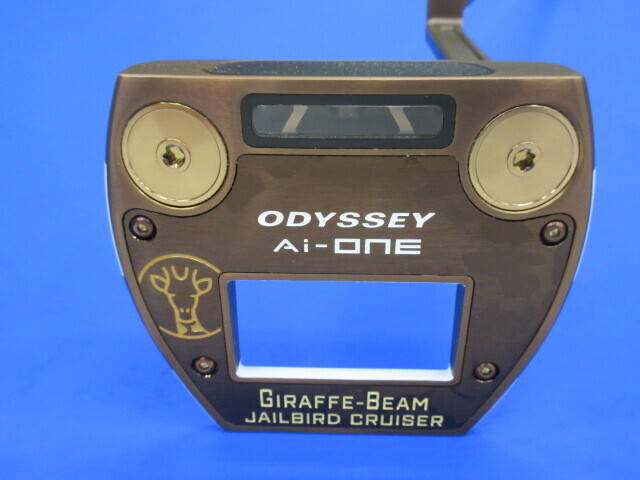 ODYSSEY
Ai-ONE
GIRAFFE-BEAM
JAILBIRD CRUISER